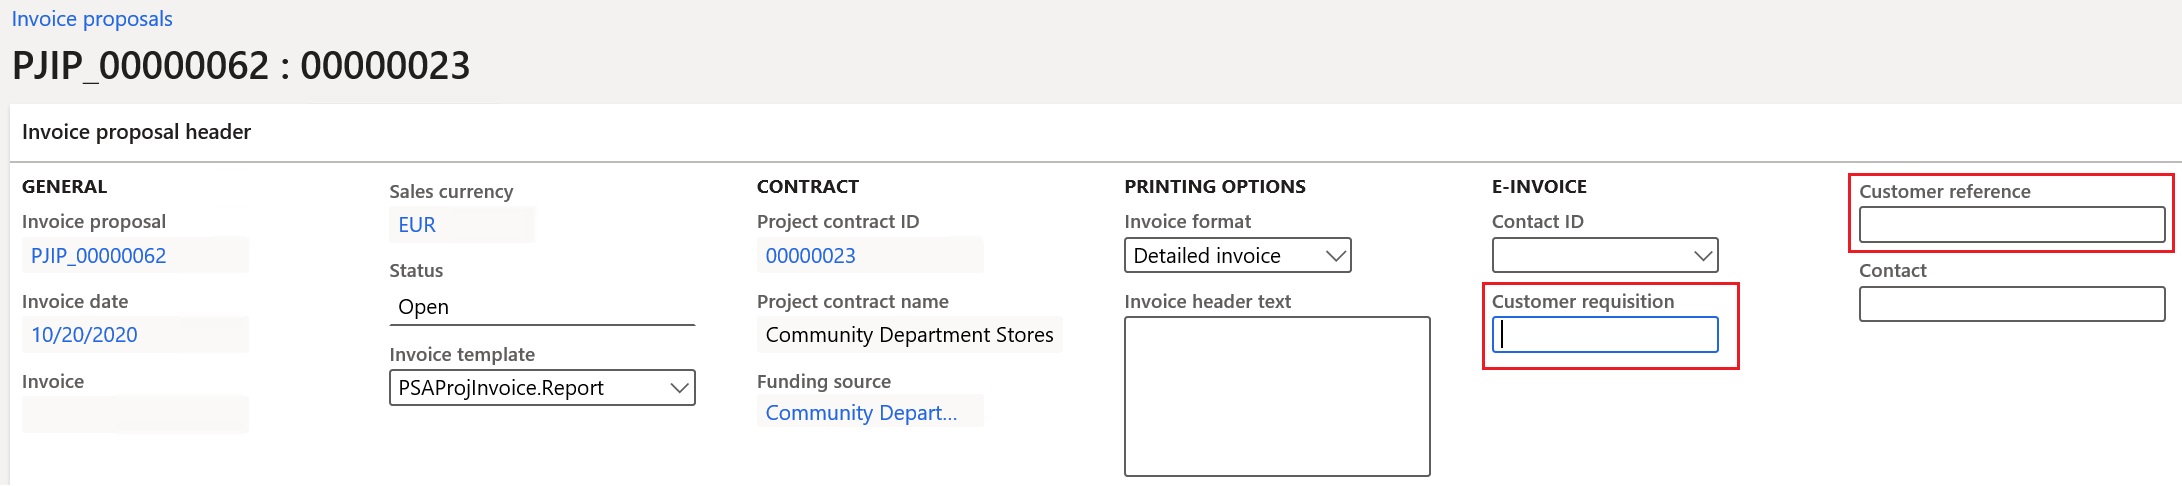 Invoice proposals
PJIP_00000062 : 00000023
Invoice proposal header
GENERAL
Invoice proposal
PJIP_00000062
Invoice date
10/20/2020
Invoice
Sales currency
EUR
Status
Open
Invoice template
PSAProjInvoice.Report
CONTRACT
Project contract ID
00000023
Project contract name
Community Department Stores
Funding source
Community Depart...
PRINTING OPTIONS
Invoice format
Detailed invoice
Invoice header text
E-INVOICE
Contact ID
Customer requisition
Customer reference
Contact